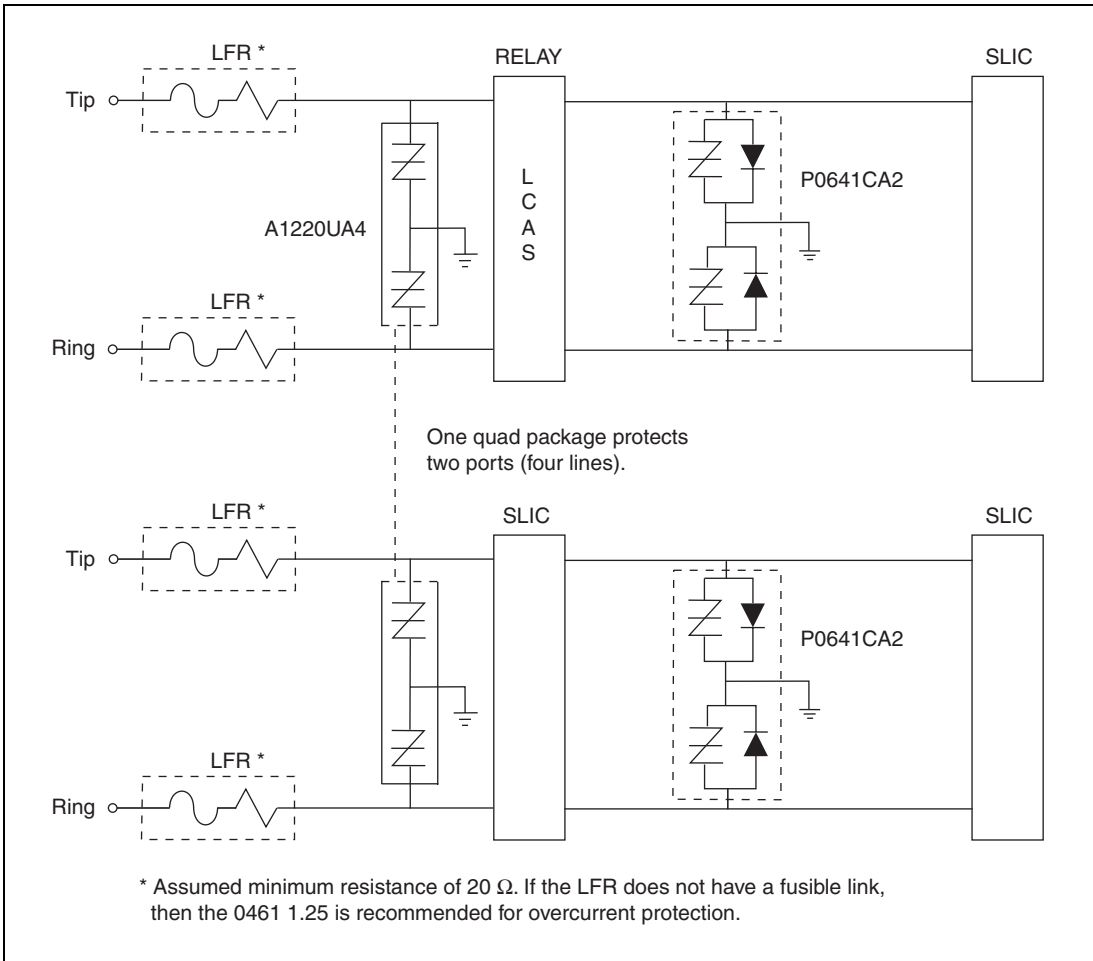 LFR *
RELAY
SLIC
Tip
L
C
A
S
A1220UA4
P0641CA2
LFR *
Ring
One quad package protects
two ports (four lines).
LFR *
SLIC
SLIC
Tip
P0641CA2
LFR *
Ring
* Assumed minimum resistance of 20 Ω. If the LFR does not have a fusible link,
then the 0461 1.25 is recommended for overcurrent protection.